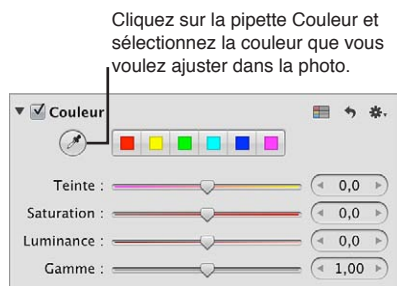 Cliquez sur la pipette Couleur et
sélectionnez la couleur que vous
voulez ajuster dans la photo.
Couleur
Teinte : 0,0
Saturation : 0,0
Luminance : 0,0
Gamme : 1,00